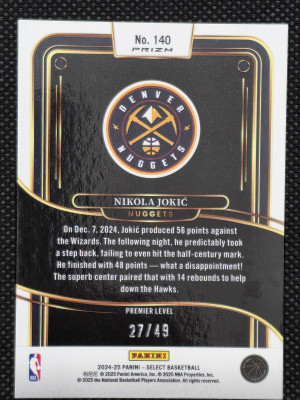 No. 140
PRIZM
DENVER
NUGGETS
NIKOLA JOKIĆ
NUGGETS
On Dec. 7, 2024, Jokić produced 56 points against
the Wizards. The following night, he predictably took
a step back, failing to even hit the half-century mark.
He finished with 48 points — what a disappointment!
The superb center paired that with 14 rebounds to help
down the Hawks.
PREMIER LEVEL
27/49
PANINI
2024-25 PANINI – SELECT BASKETBALL
© 2025 Panini America, Inc. © 2025 NBA Properties, Inc.
© 2025 the National Basketball Players Association. All rights reserved.
NBA